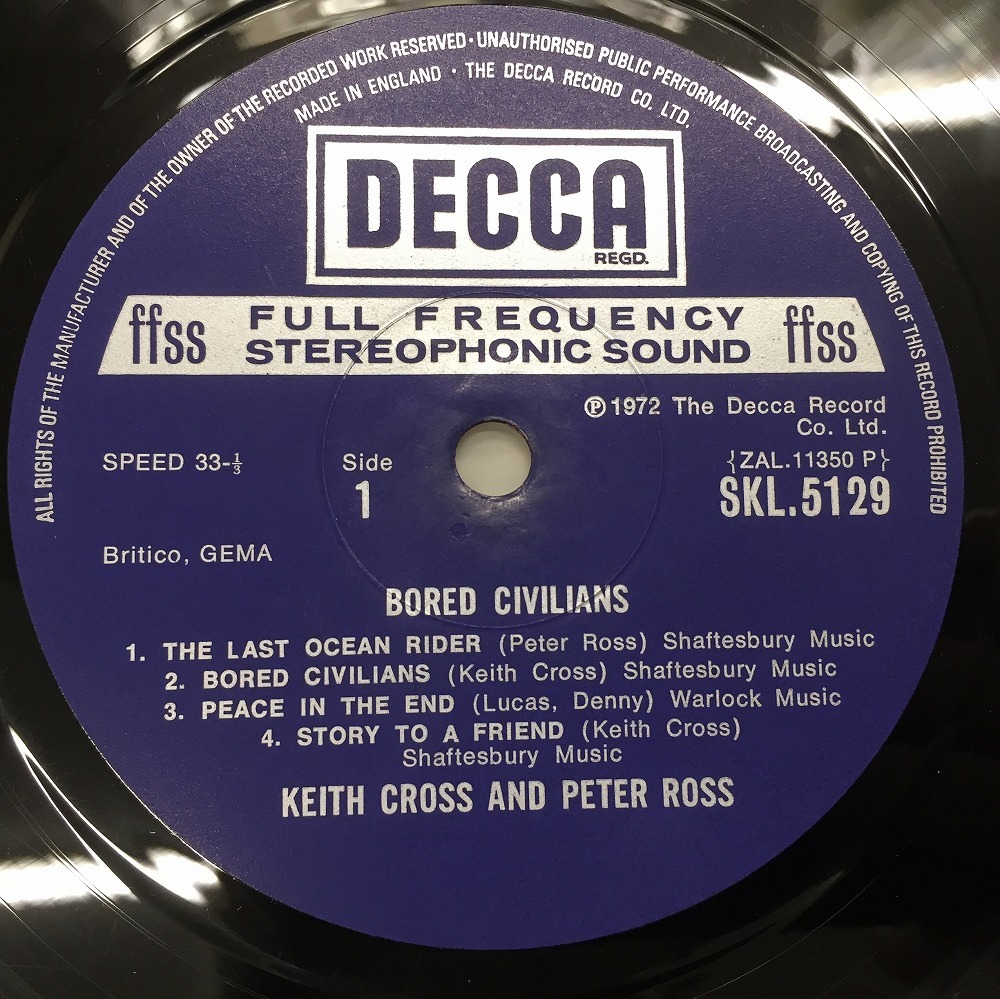 ALL RIGHTS OF THE MANUFACTURER AND OF THE OWNER OF THE RECORDED WORK RESERVED · UNAUTHORISED PUBLIC PERFORMANCE BROADCASTING AND COPYING OF THIS RECORD PROHIBITED
MADE IN ENGLAND · THE DECCA RECORD CO. LTD.
DECCA
REGD.
ffss FULL FREQUENCY ffss
STEREOPHONIC SOUND
℗ 1972 The Decca Record
Co. Ltd.
SPEED 33-⅓ Side {ZAL.11350 P}
1 SKL.5129
Britico, GEMA
BORED CIVILIANS
1. THE LAST OCEAN RIDER (Peter Ross) Shaftesbury Music
2. BORED CIVILIANS (Keith Cross) Shaftesbury Music
3. PEACE IN THE END (Lucas, Denny) Warlock Music
4. STORY TO A FRIEND (Keith Cross)
Shaftesbury Music
KEITH CROSS AND PETER ROSS